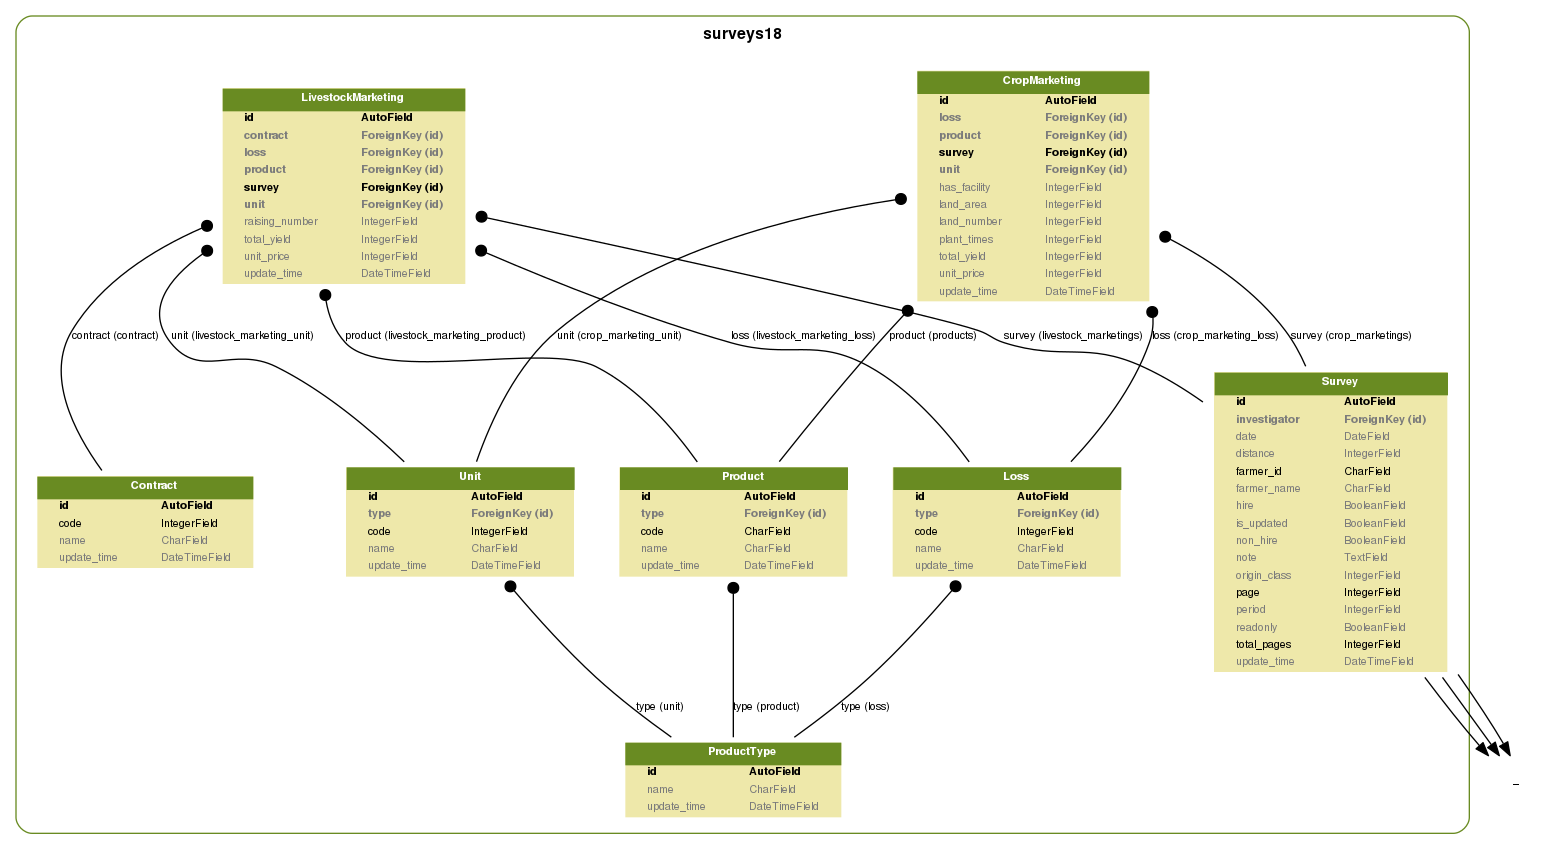 surveys18
LivestockMarketing
id AutoField
contract ForeignKey (id)
loss ForeignKey (id)
product ForeignKey (id)
survey ForeignKey (id)
unit ForeignKey (id)
raising_number IntegerField
total_yield IntegerField
unit_price IntegerField
update_time DateTimeField
CropMarketing
id AutoField
loss ForeignKey (id)
product ForeignKey (id)
survey ForeignKey (id)
unit ForeignKey (id)
has_facility IntegerField
land_area IntegerField
land_number IntegerField
plant_times IntegerField
total_yield IntegerField
unit_price IntegerField
update_time DateTimeField
contract (contract)
unit (livestock_marketing_unit)
product (livestock_marketing_product)
unit (crop_marketing_unit)
loss (livestock_marketing_loss)
product (products)
survey (livestock_marketings)
loss (crop_marketing_loss)
survey (crop_marketings)
Contract
id AutoField
code IntegerField
name CharField
update_time DateTimeField
Unit
id AutoField
type ForeignKey (id)
code IntegerField
name CharField
update_time DateTimeField
Product
id AutoField
type ForeignKey (id)
code CharField
name CharField
update_time DateTimeField
Loss
id AutoField
type ForeignKey (id)
code IntegerField
name CharField
update_time DateTimeField
Survey
id AutoField
investigator ForeignKey (id)
date DateField
distance IntegerField
farmer_id CharField
farmer_name CharField
hire BooleanField
is_updated BooleanField
non_hire BooleanField
note TextField
origin_class IntegerField
page IntegerField
period IntegerField
readonly BooleanField
total_pages IntegerField
update_time DateTimeField
type (unit)
type (product)
type (loss)
ProductType
id AutoField
name CharField
update_time DateTimeField
_